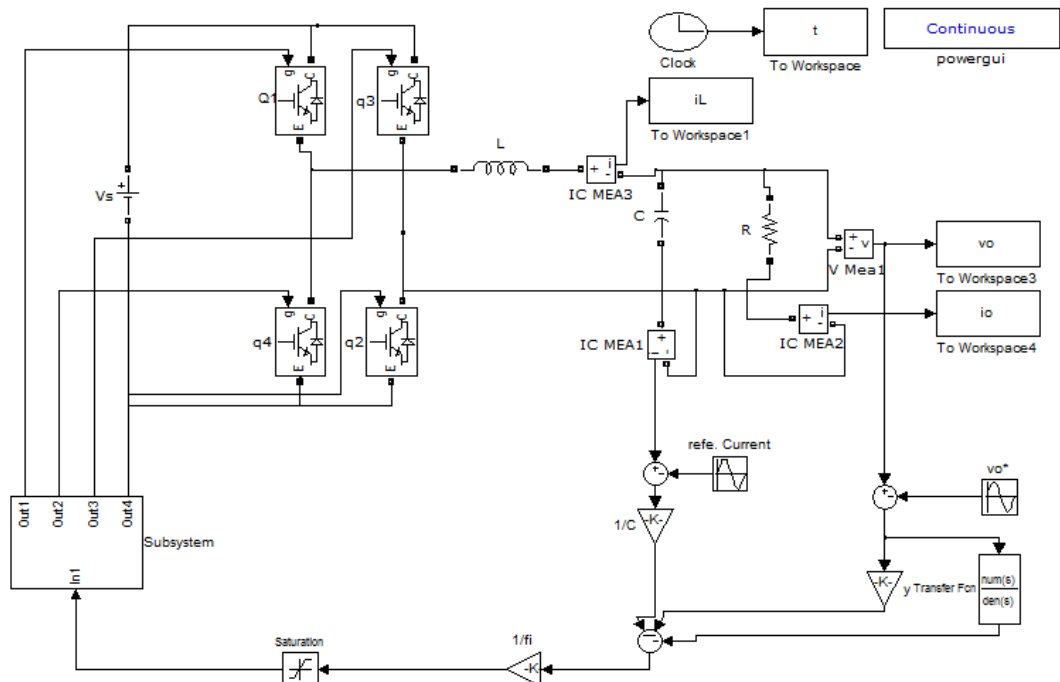 t
Clock
To Workspace
Continuous
powergui
iL
To Workspace1
g
C
E
Q1
g
C
E
q3
L
+
i
-
IC MEA3
Vs
+
C
R
+
-
v
V Mea1
vo
To Workspace3
g
C
E
q4
g
C
E
q2
+
-
i
IC MEA1
+
i
-
IC MEA2
io
To Workspace4
refe. Current
+
-
vo*
+
-
1/C
-K-
Out1
Out2
Out3
Out4
In1
Subsystem
-K-
y
Transfer Fcn
num(s)
den(s)
Saturation
1/fi
-K